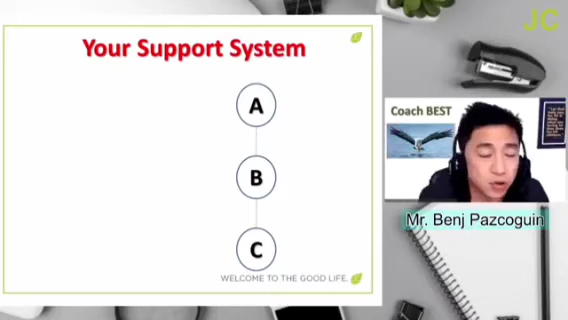 JC
Your Support System
A
B
C
WELCOME TO THE GOOD LIFE.
Coach BEST
Mr. Benj Pazcoguin